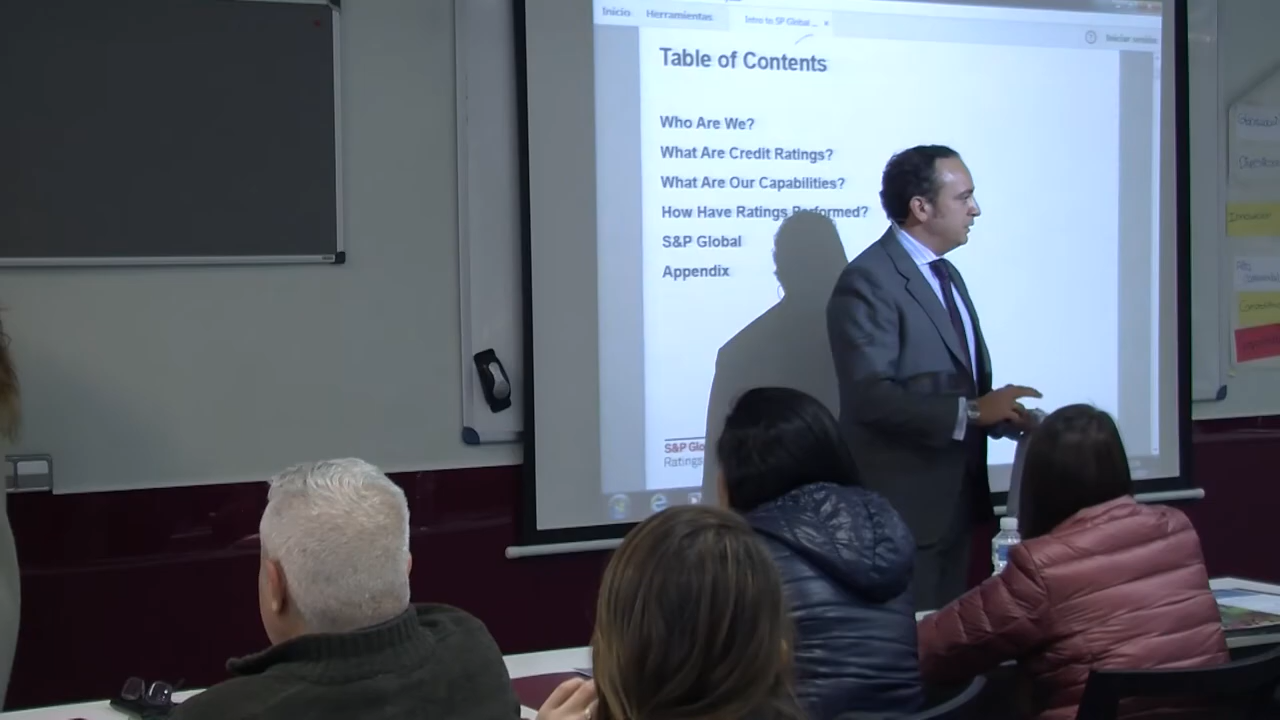 Inicio Herramientas Intro to SP Global ... × Iniciar sesión
Table of Contents
Who Are We?
What Are Credit Ratings?
What Are Our Capabilities?
How Have Ratings Performed?
S&P Global
Appendix
S&P Glo
Ratings